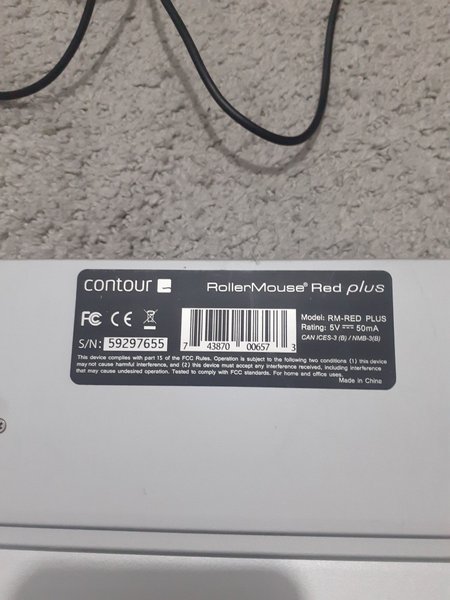 contour
RollerMouse® Red plus
FC CE
Model: RM-RED PLUS
Rating: 5V 50mA
CAN ICES-3 (B) / NMB-3(B)
S/N: 59297655
7 43870 00657 3
This device complies with part 15 of the FCC Rules. Operation is subject to the following two conditions (1) this device
may not cause harmful interference, and (2) this device must accept any interference received, including interference
that may cause undesired operation. Tested to comply with FCC standards. For home and office uses.
Made in China